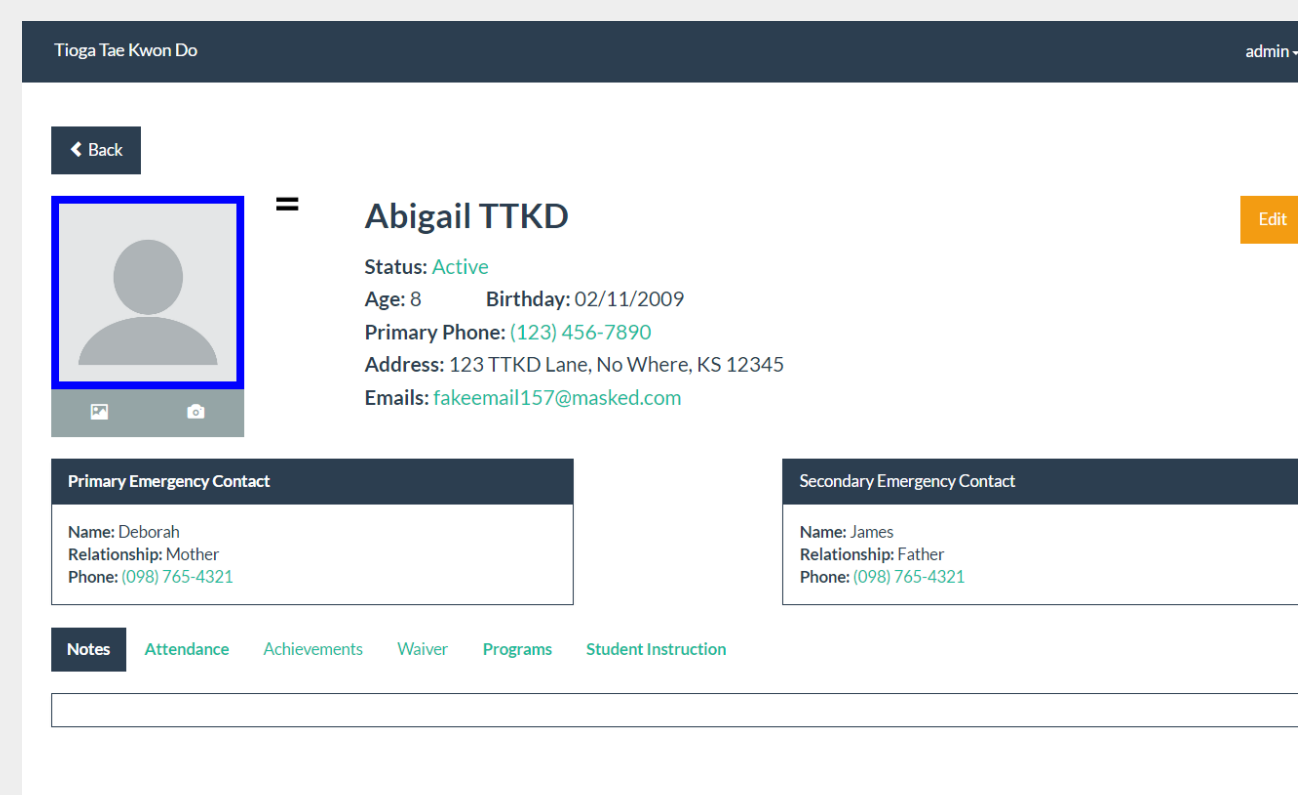 Tioga Tae Kwon Do admin
Back
Abigail TTKD
Edit
Status: Active
Age: 8 Birthday: 02/11/2009
Primary Phone: (123) 456-7890
Address: 123 TTKD Lane, No Where, KS 12345
Emails: fakeemail157@masked.com
Primary Emergency Contact
Name: Deborah
Relationship: Mother
Phone: (098) 765-4321
Secondary Emergency Contact
Name: James
Relationship: Father
Phone: (098) 765-4321
Notes Attendance Achievements Waiver Programs Student Instruction